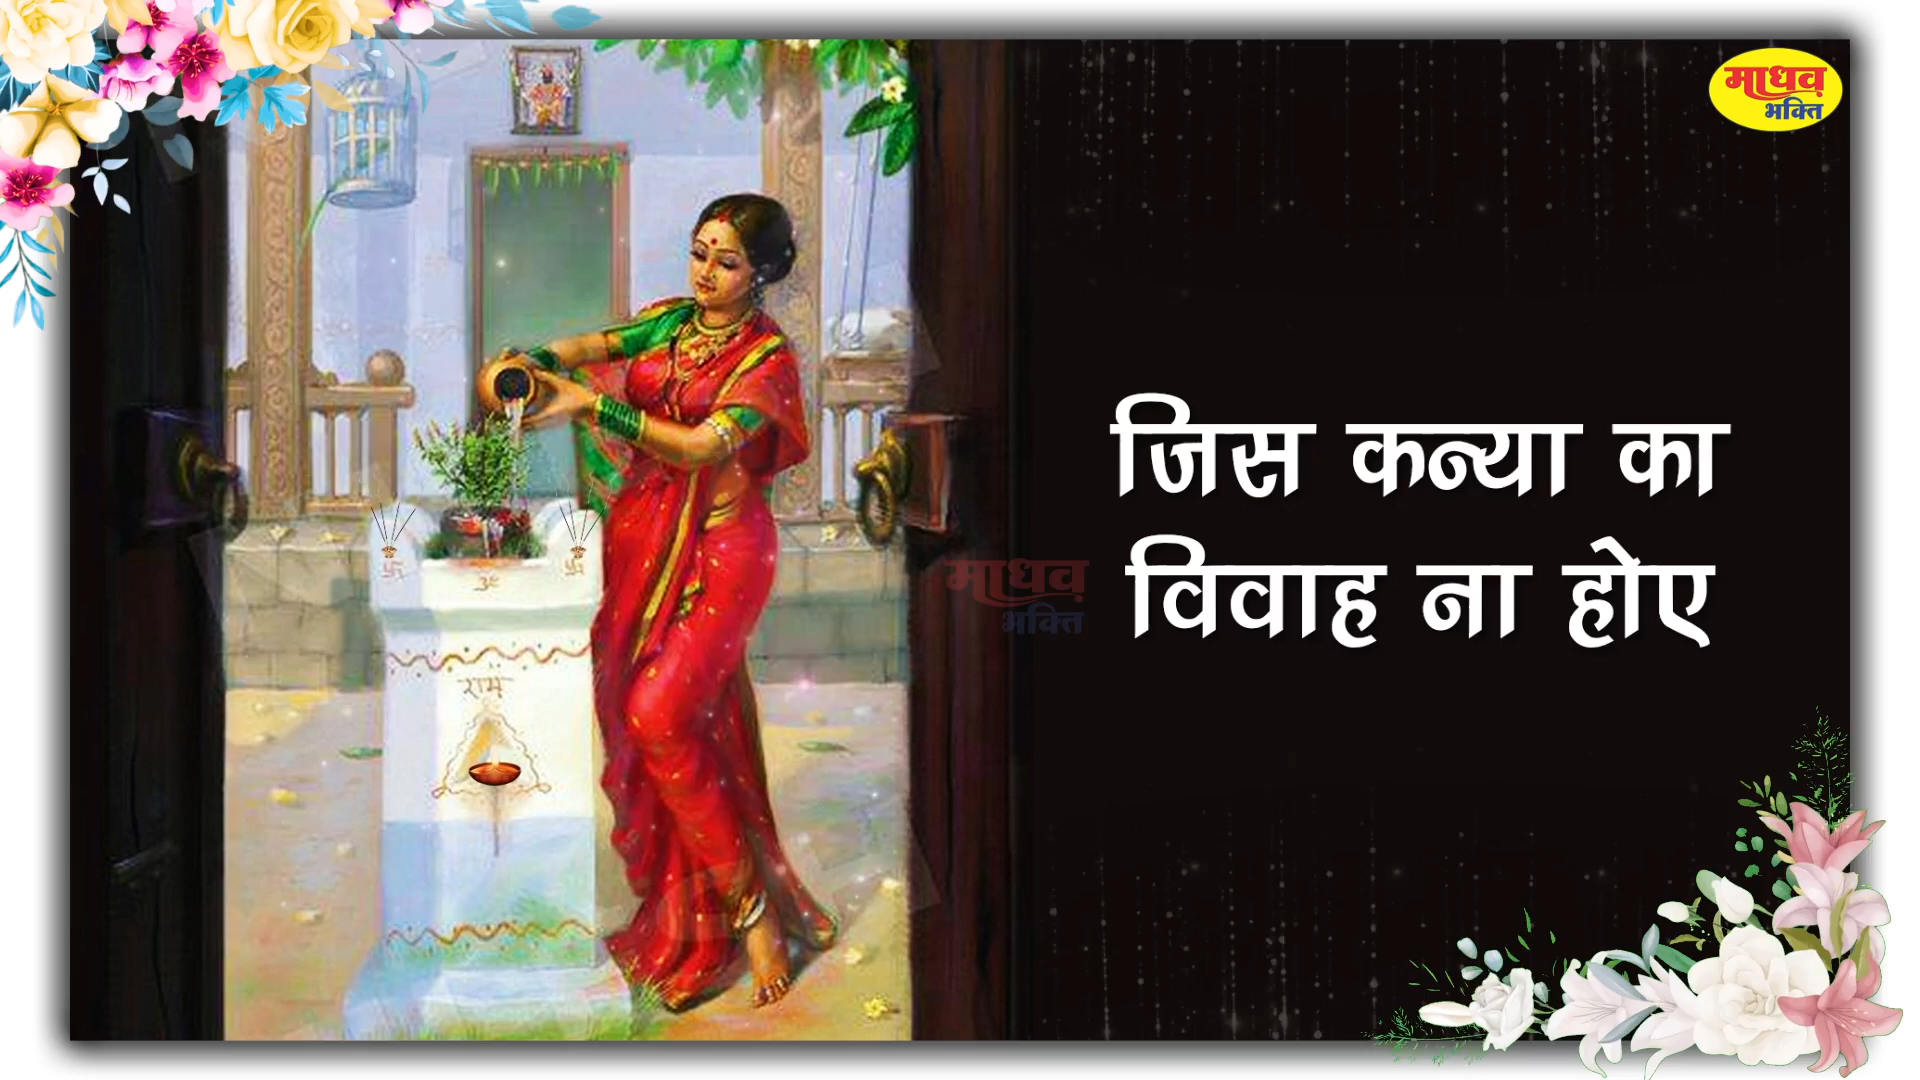 माधव
भक्ति
जिस कन्या का
विवाह ना होए
माधव
भक्ति
ॐ
राम